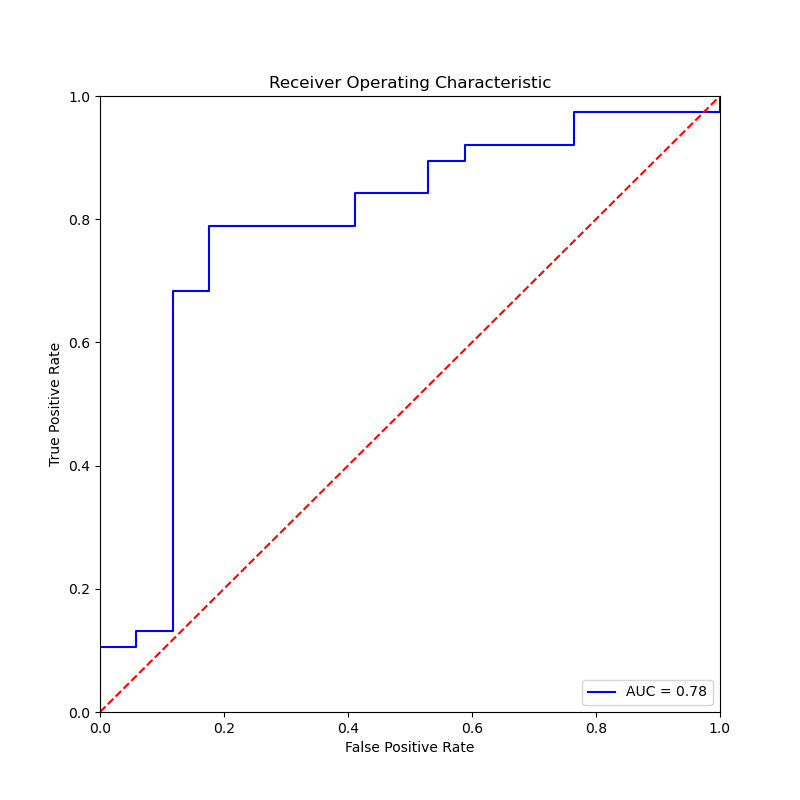 Receiver Operating Characteristic
1.0
0.8
0.6
0.4
0.2
0.0
True Positive Rate
AUC = 0.78
0.0 0.2 0.4 0.6 0.8 1.0
False Positive Rate